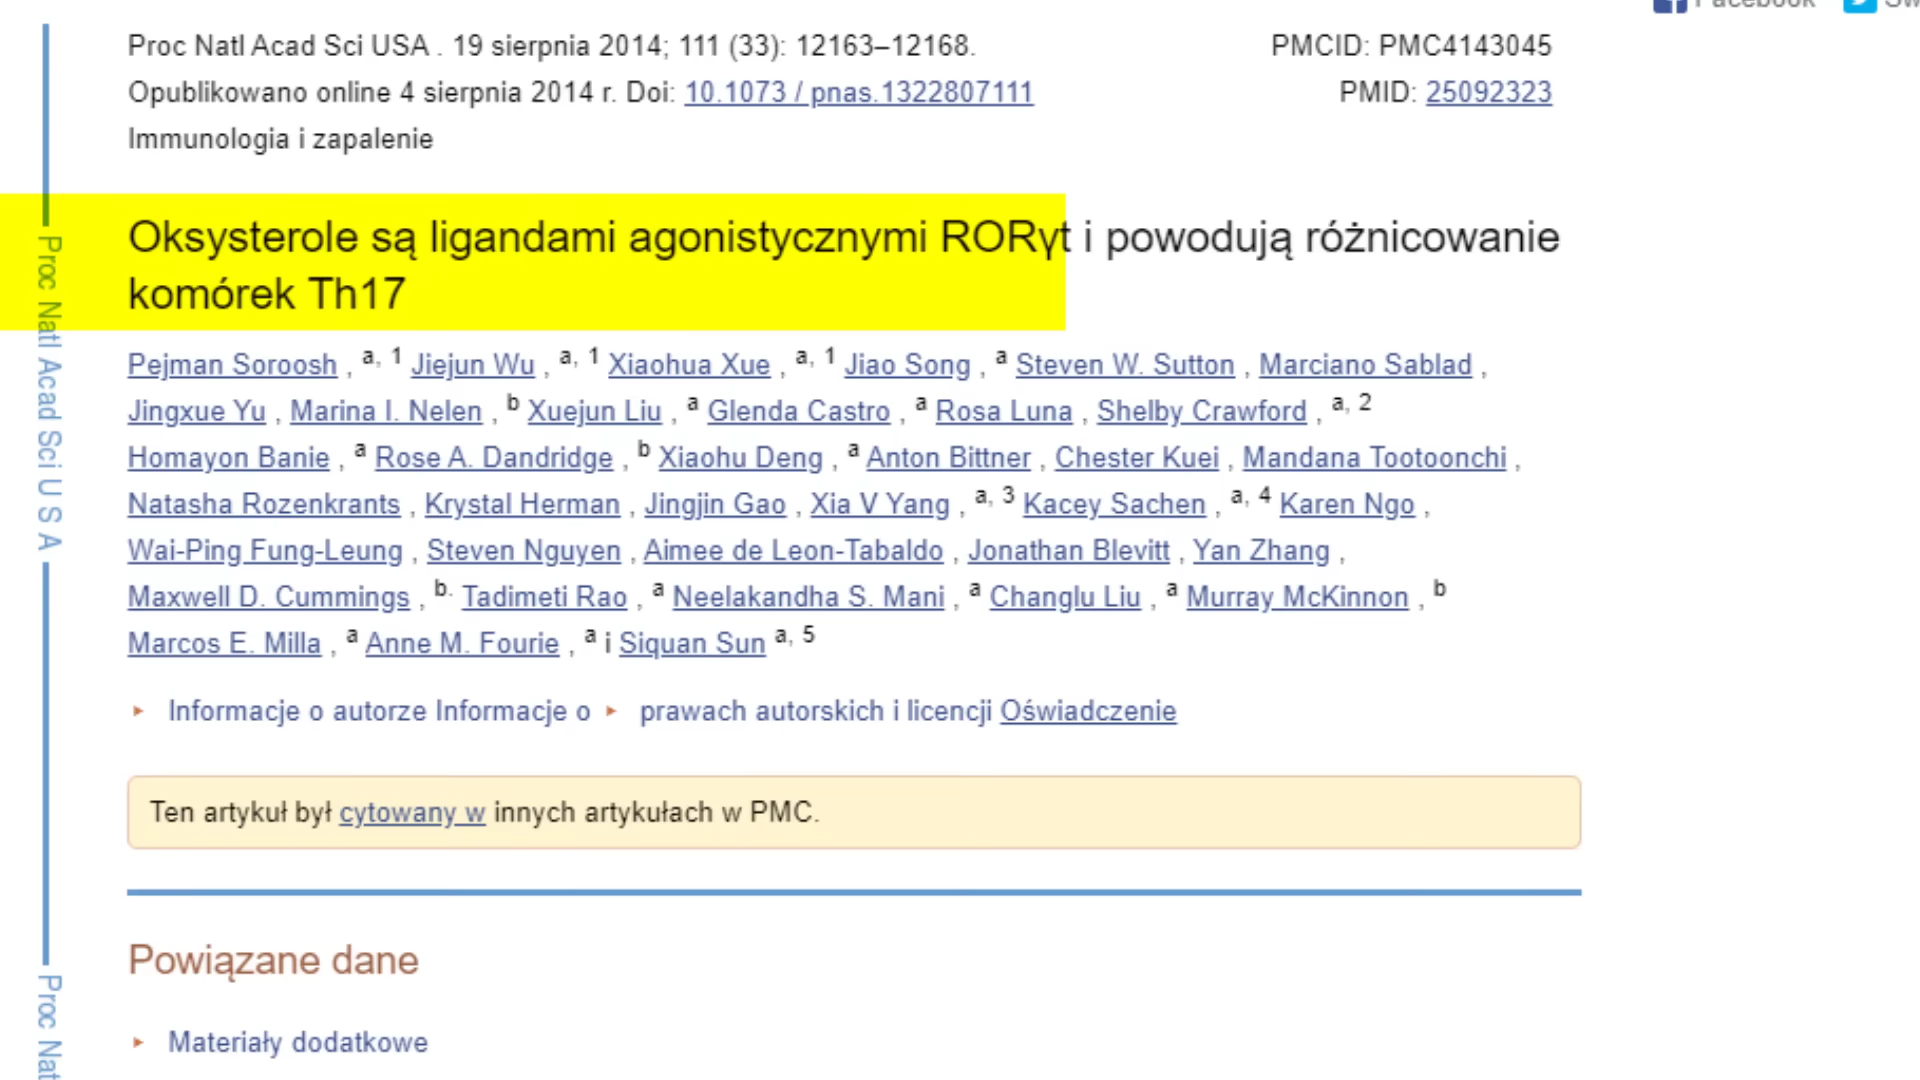 Facebook
Proc Natl Acad Sci USA . 19 sierpnia 2014; 111 (33): 12163–12168.
PMCID: PMC4143045
Opublikowano online 4 sierpnia 2014 r. Doi: 10.1073 / pnas.1322807111
PMID: 25092323
Immunologia i zapalenie
Oksysterole są ligandami agonistycznymi RORγt i powodują różnicowanie
komórek Th17
Pejman Soroosh , a, 1 Jiejun Wu , a, 1 Xiaohua Xue , a, 1 Jiao Song , a Steven W. Sutton , Marciano Sablad ,
Jingxue Yu , Marina I. Nelen , b Xuejun Liu , a Glenda Castro , a Rosa Luna , Shelby Crawford , a, 2
Homayon Banie , a Rose A. Dandridge , b Xiaohu Deng , a Anton Bittner , Chester Kuei , Mandana Tootoonchi ,
Natasha Rozenkrants , Krystal Herman , Jingjin Gao , Xia V Yang , a, 3 Kacey Sachen , a, 4 Karen Ngo ,
Wai-Ping Fung-Leung , Steven Nguyen , Aimee de Leon-Tabaldo , Jonathan Blevitt , Yan Zhang ,
Maxwell D. Cummings , b. Tadimeti Rao , a Neelakandha S. Mani , a Changlu Liu , a Murray McKinnon , b
Marcos E. Milla , a Anne M. Fourie , a i Siquan Sun a, 5
Informacje o autorze Informacje o ▸ prawach autorskich i licencji Oświadczenie
Ten artykuł był cytowany w innych artykułach w PMC.
Powiązane dane
Materiały dodatkowe
Proc Natl Acad Sci U S A
Proc Nat